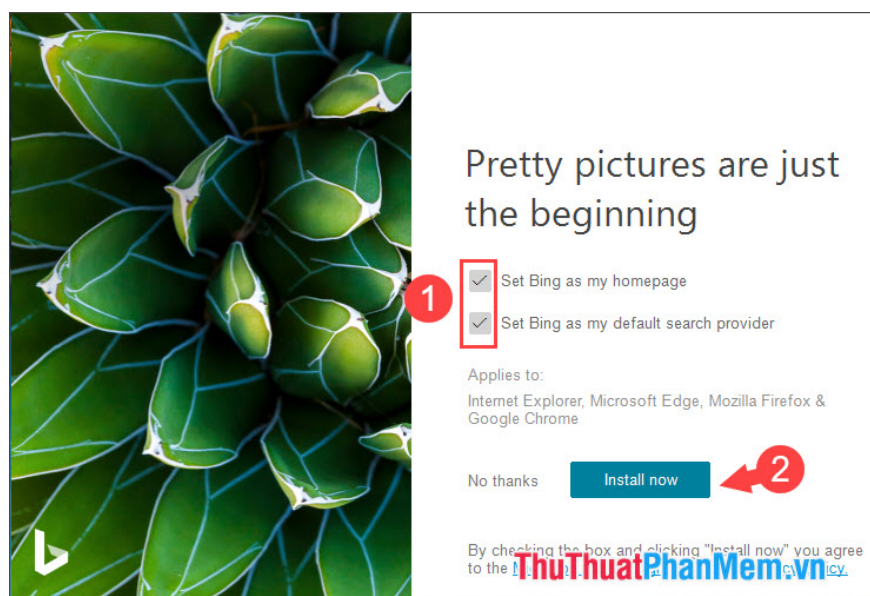 Pretty pictures are just
the beginning
1
Set Bing as my homepage
Set Bing as my default search provider
Applies to:
Internet Explorer, Microsoft Edge, Mozilla Firefox &
Google Chrome
No thanks
Install now
2
By checking the box and clicking "Install now" you agree
to the
ThuThuatPhanMem.vn